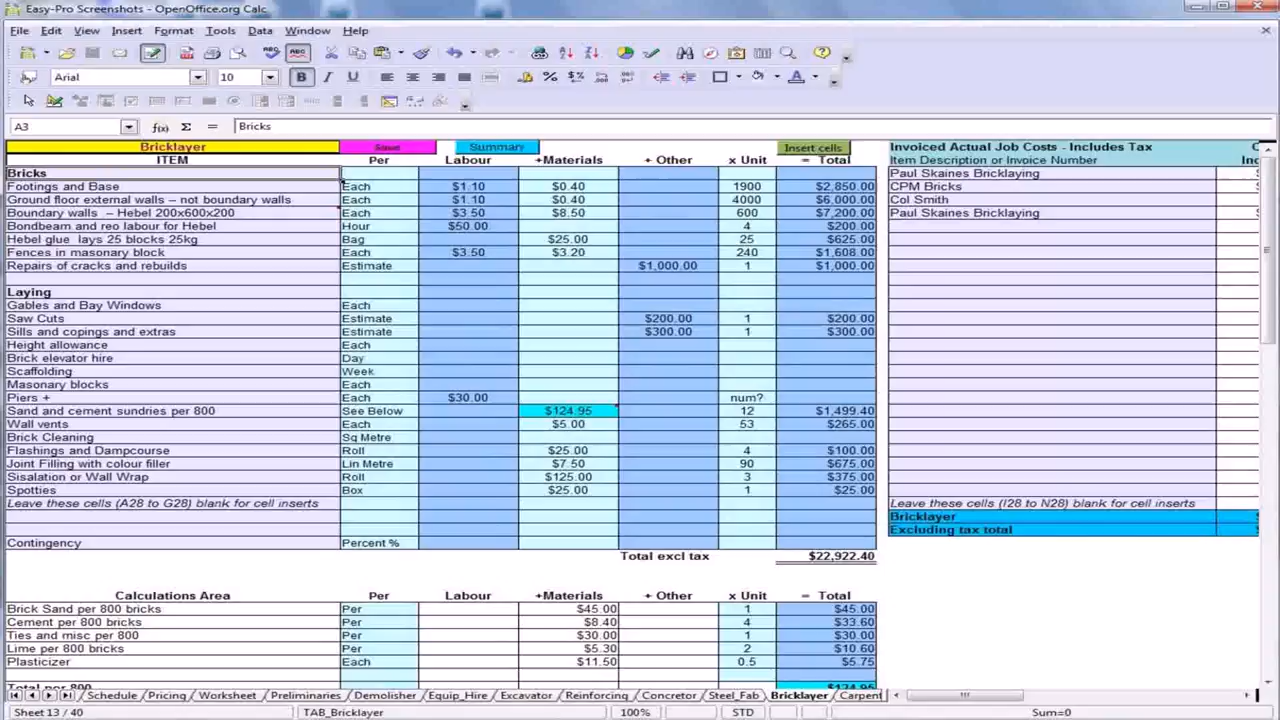 Easy-Pro Screenshots - OpenOffice.org Calc
File Edit View Insert Format Tools Data Window Help
Arial 10
A3 Bricks
Bricklayer Summary Insert cells Invoiced Actual Job Costs - Includes Tax
ITEM Per Labour +Materials + Other x Unit = Total Item Description or Invoice Number
Bricks Paul Skaines Bricklaying
Footings and Base Each $1.10 $0.40 1900 $2,850.00 CPM Bricks
Ground floor external walls – not boundary walls Each $1.10 $0.40 4000 $6,000.00 Col Smith
Boundary walls – Hebel 200x600x200 Each $3.50 $8.50 600 $7,200.00 Paul Skaines Bricklaying
Bondbeam and reo labour for Hebel Hour $50.00 4 $200.00
Hebel glue lays 25 blocks 25kg Bag $25.00 25 $625.00
Fences in masonary block Each $3.50 $3.20 240 $1,608.00
Repairs of cracks and rebuilds Estimate $1,000.00 1 $1,000.00
Laying
Gables and Bay Windows Each
Saw Cuts Estimate $200.00 1 $200.00
Sills and copings and extras Estimate $300.00 1 $300.00
Height allowance Each
Brick elevator hire Day
Scaffolding Week
Masonary blocks Each
Piers + Each $30.00 num?
Sand and cement sundries per 800 See Below $124.95 12 $1,499.40
Wall vents Each $5.00 53 $265.00
Brick Cleaning Sq Metre
Flashings and Dampcourse Roll $25.00 4 $100.00
Joint Filling with colour filler Lin Metre $7.50 90 $675.00
Sisalation or Wall Wrap Roll $125.00 3 $375.00
Spotties Box $25.00 1 $25.00
Leave these cells (A28 to G28) blank for cell inserts Leave these cells (I28 to N28) blank for cell inserts
Bricklayer
Excluding tax total
Contingency Percent %
Total excl tax $22,922.40
Calculations Area Per Labour +Materials + Other x Unit = Total
Brick Sand per 800 bricks Per $45.00 1 $45.00
Cement per 800 bricks Per $8.40 4 $33.60
Ties and misc per 800 Per $30.00 1 $30.00
Lime per 800 bricks Per $5.30 2 $10.60
Plasticizer Each $11.50 0.5 $5.75
Total per 800 $124.95
Schedule Pricing Worksheet Preliminaries Demolisher Equip_Hire Excavator Reinforcing Concretor Steel_Fab Bricklayer Carpent
Sheet 13 / 40 TAB_Bricklayer 100% STD Sum=0